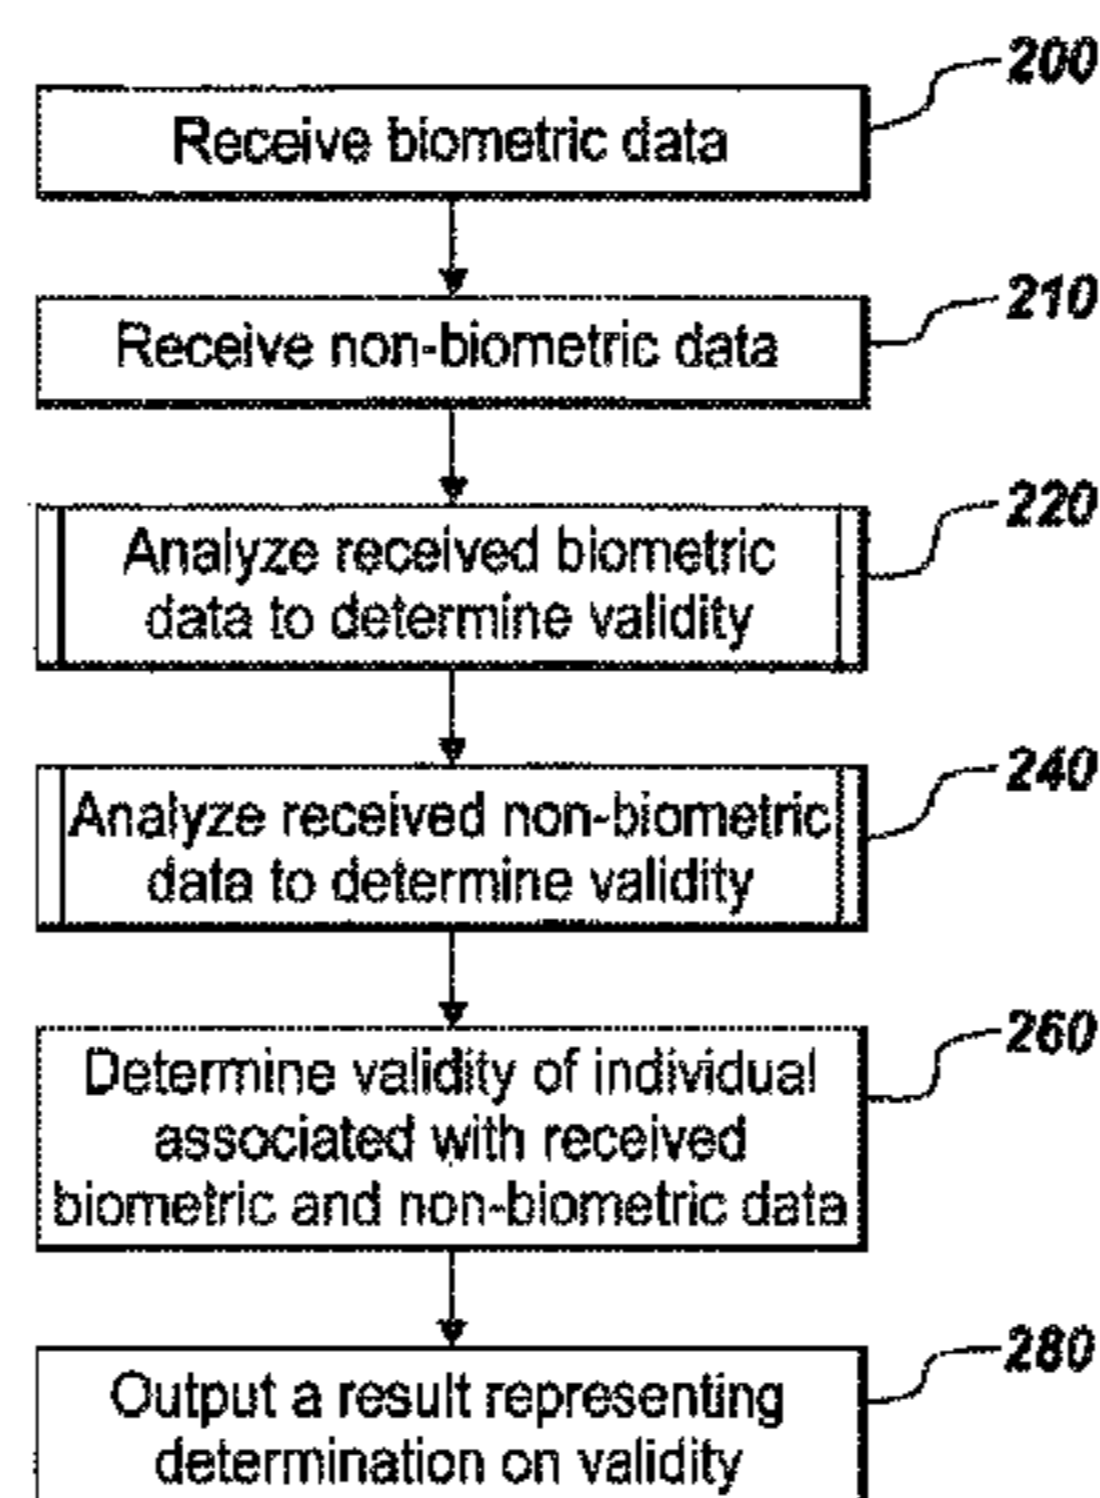 200
Receive biometric data
210
Receive non-biometric data
220
Analyze received biometric
data to determine validity
240
Analyze received non-biometric
data to determine validity
260
Determine validity of individual
associated with received
biometric and non-biometric data
280
Output a result representing
determination on validity